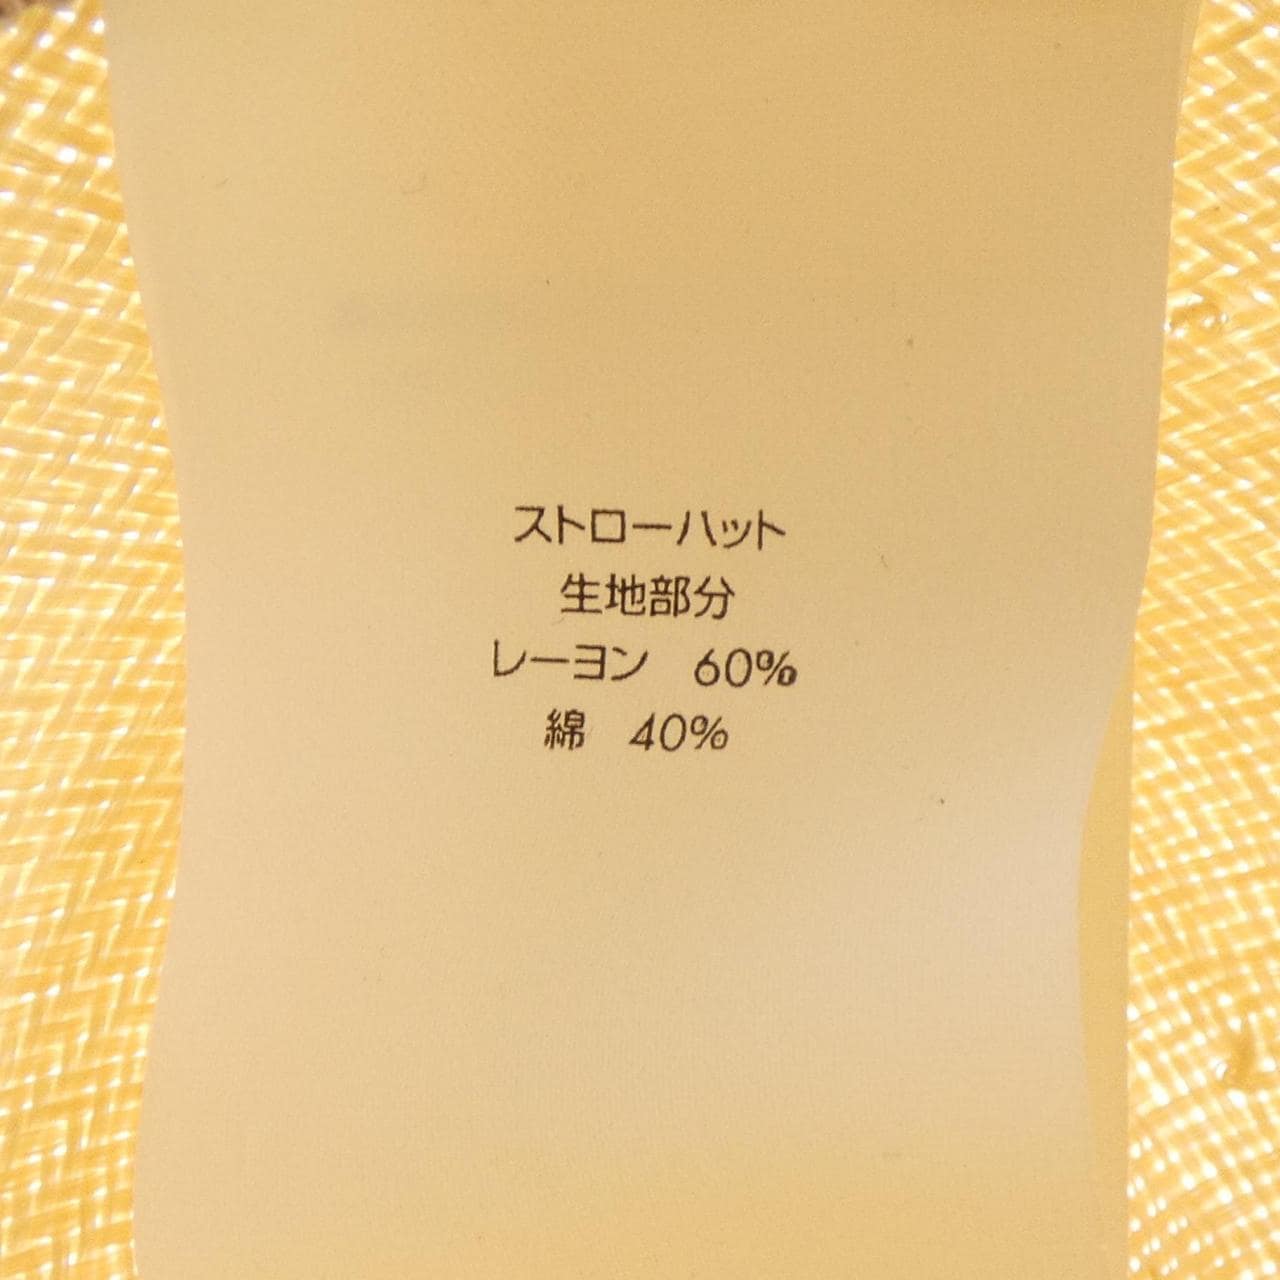 ストローハット
生地部分
レーヨン　60%
綿　40%